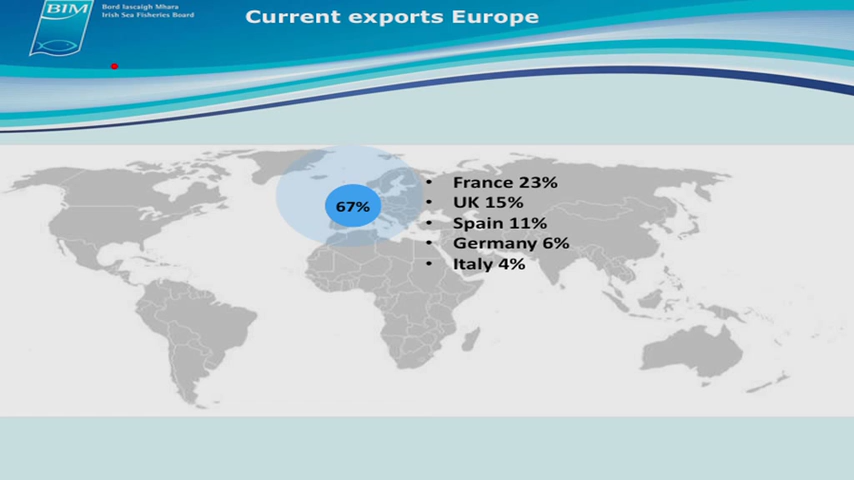 BIM
Bord Iascaigh Mhara
Irish Sea Fisheries Board
Current exports Europe
67%
• France 23%
• UK 15%
• Spain 11%
• Germany 6%
• Italy 4%